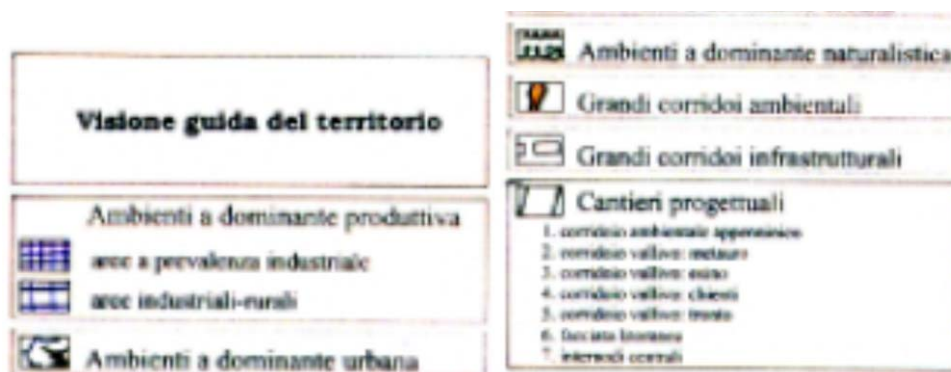 Visione guida del territorio
Ambienti a dominante produttiva
aree a prevalenza industriale
aree industriali-rurali
Ambienti a dominante urbana
Ambienti a dominante naturalistica
Grandi corridoi ambientali
Grandi corridoi infrastrutturali
Cantieri progettuali
1. corridoio ambientale appenninico
2. corridoio vallivo: metauro
3. corridoio vallivo: esino
4. corridoio vallivo: chienti
5. corridoio vallivo: tronto
6. facciata litoranea
7. internodi centrali